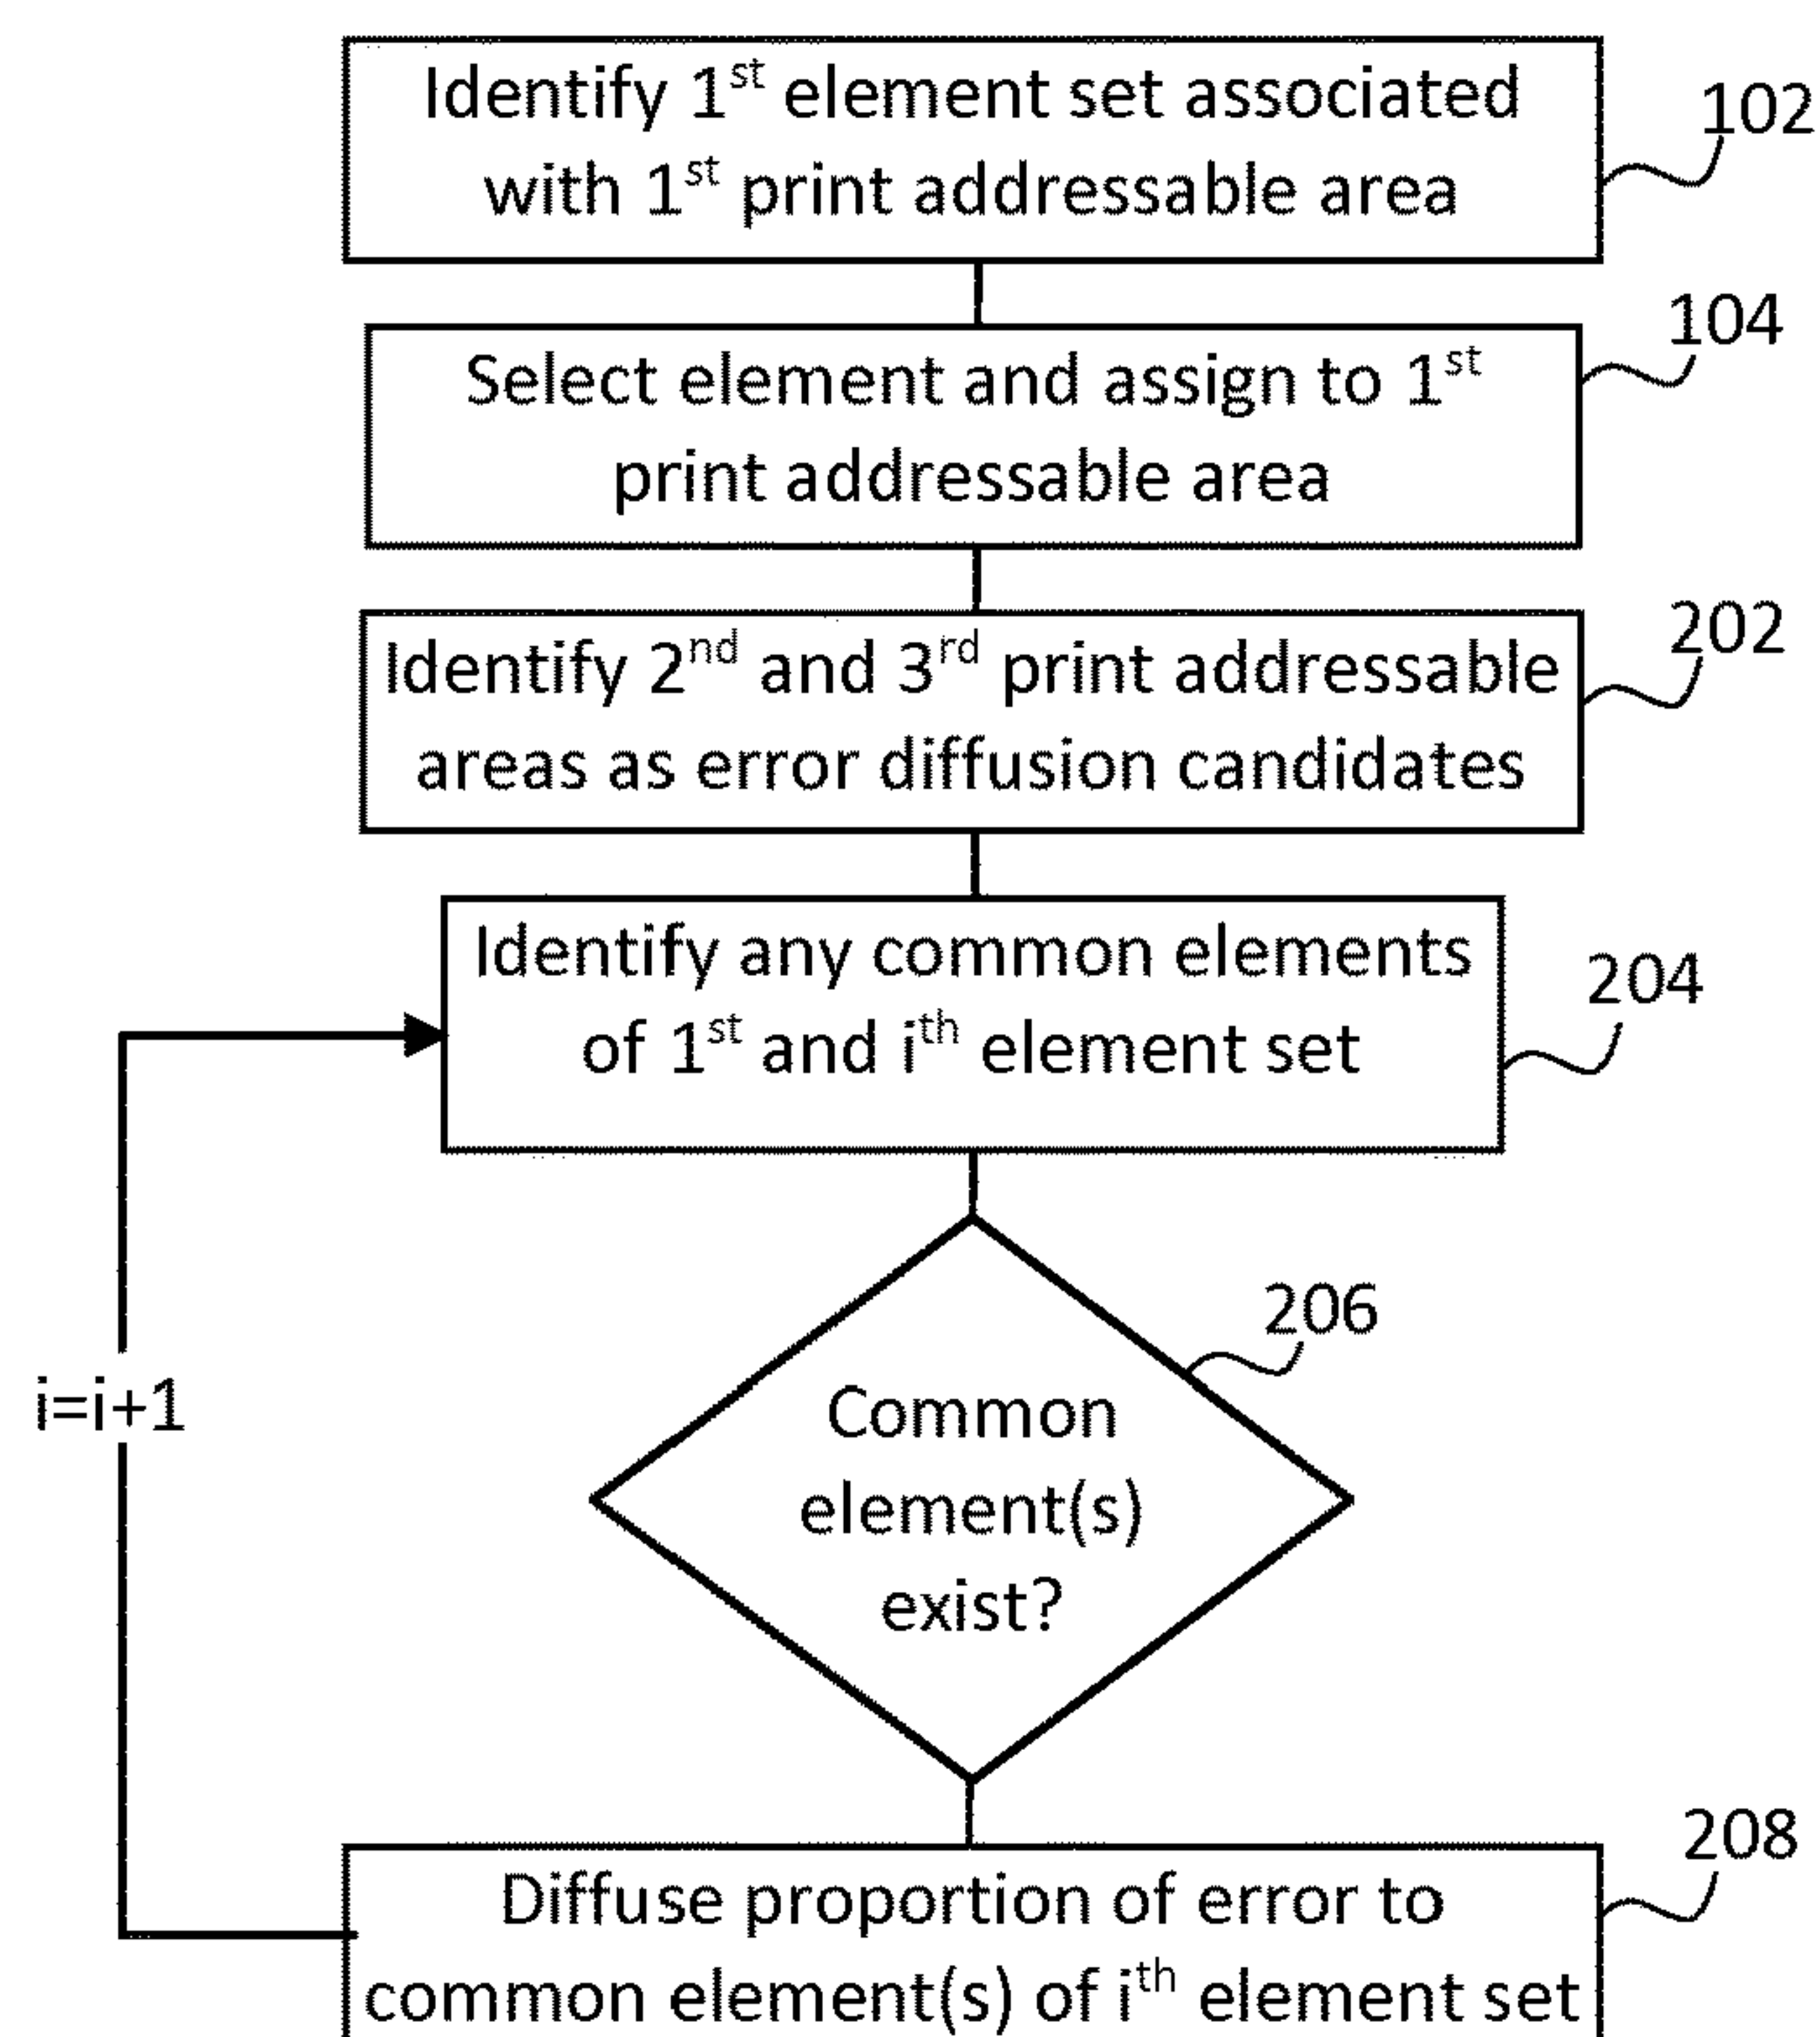 Identify 1st element set associated
with 1st print addressable area
102
Select element and assign to 1st
print addressable area
104
Identify 2nd and 3rd print addressable
areas as error diffusion candidates
202
Identify any common elements
of 1st and ith element set
204
206
Common
element(s)
exist?
i=i+1
208
Diffuse proportion of error to
common element(s) of ith element set